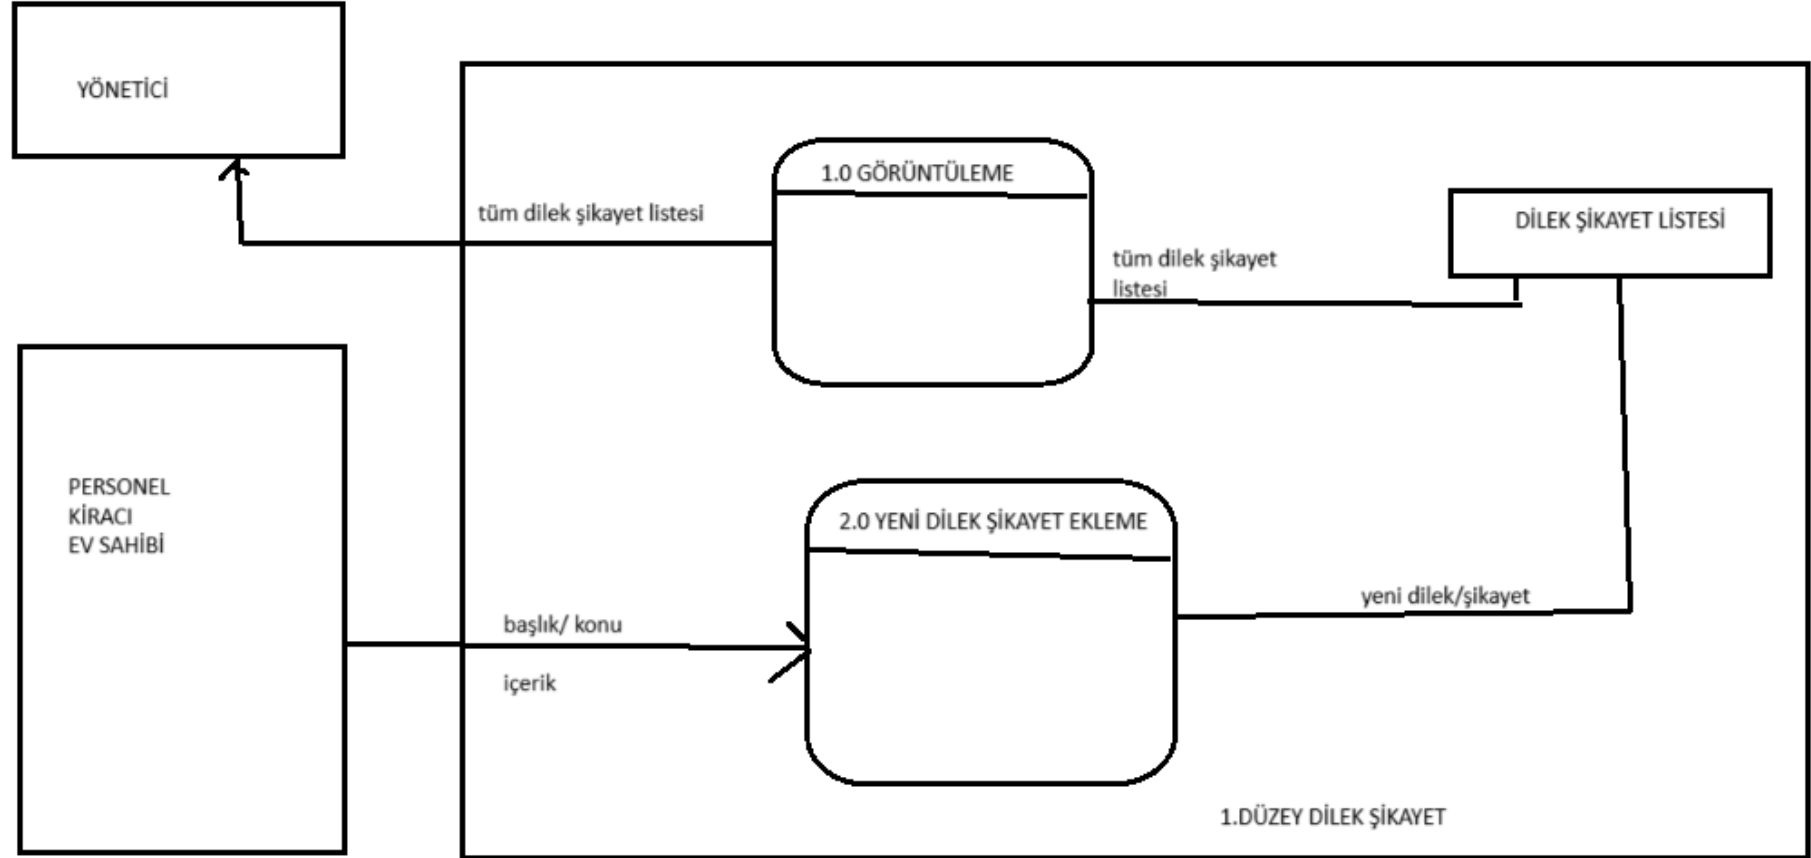 YÖNETİCİ
1.0 GÖRÜNTÜLEME
tüm dilek şikayet listesi
DİLEK ŞİKAYET LİSTESİ
tüm dilek şikayet
listesi
PERSONEL
KİRACI
EV SAHİBİ
2.0 YENİ DİLEK ŞİKAYET EKLEME
yeni dilek/şikayet
başlık/ konu
içerik
1.DÜZEY DİLEK ŞİKAYET